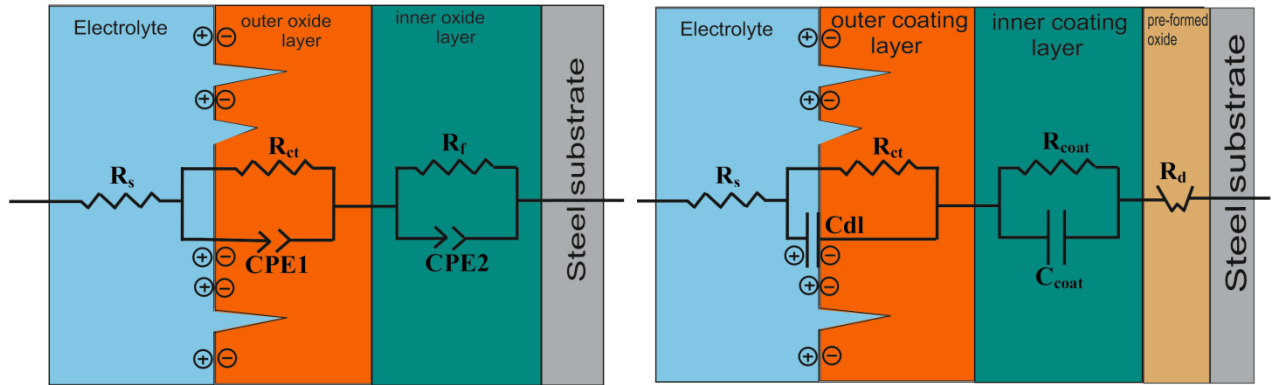 Electrolyte
outer oxide
layer
inner oxide
layer
Steel substrate
Rs
Rct
CPE1
Rf
CPE2
Electrolyte
outer coating
layer
inner coating
layer
pre-formed
oxide
Steel substrate
Rs
Rct
Cdl
Rcoat
Ccoat
Rd